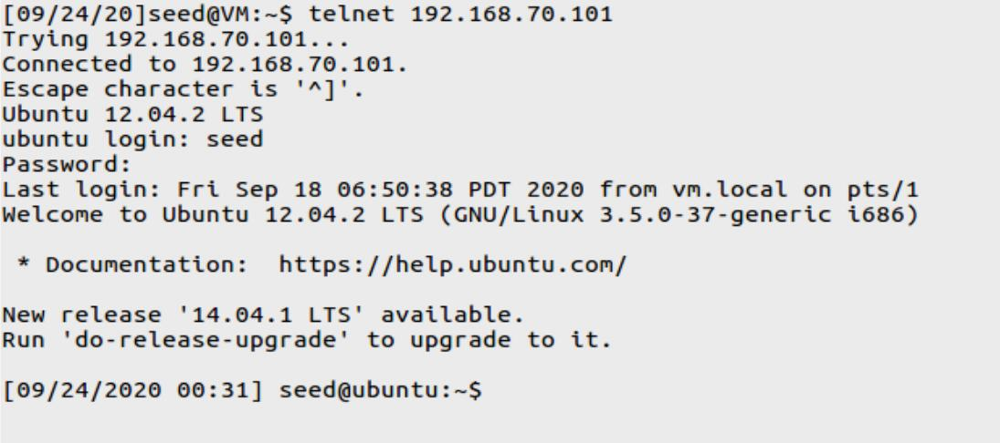 [09/24/20]seed@VM:~$ telnet 192.168.70.101
Trying 192.168.70.101...
Connected to 192.168.70.101.
Escape character is '^]'.
Ubuntu 12.04.2 LTS
ubuntu login: seed
Password:
Last login: Fri Sep 18 06:50:38 PDT 2020 from vm.local on pts/1
Welcome to Ubuntu 12.04.2 LTS (GNU/Linux 3.5.0-37-generic i686)

 * Documentation:  https://help.ubuntu.com/

New release '14.04.1 LTS' available.
Run 'do-release-upgrade' to upgrade to it.

[09/24/2020 00:31] seed@ubuntu:~$